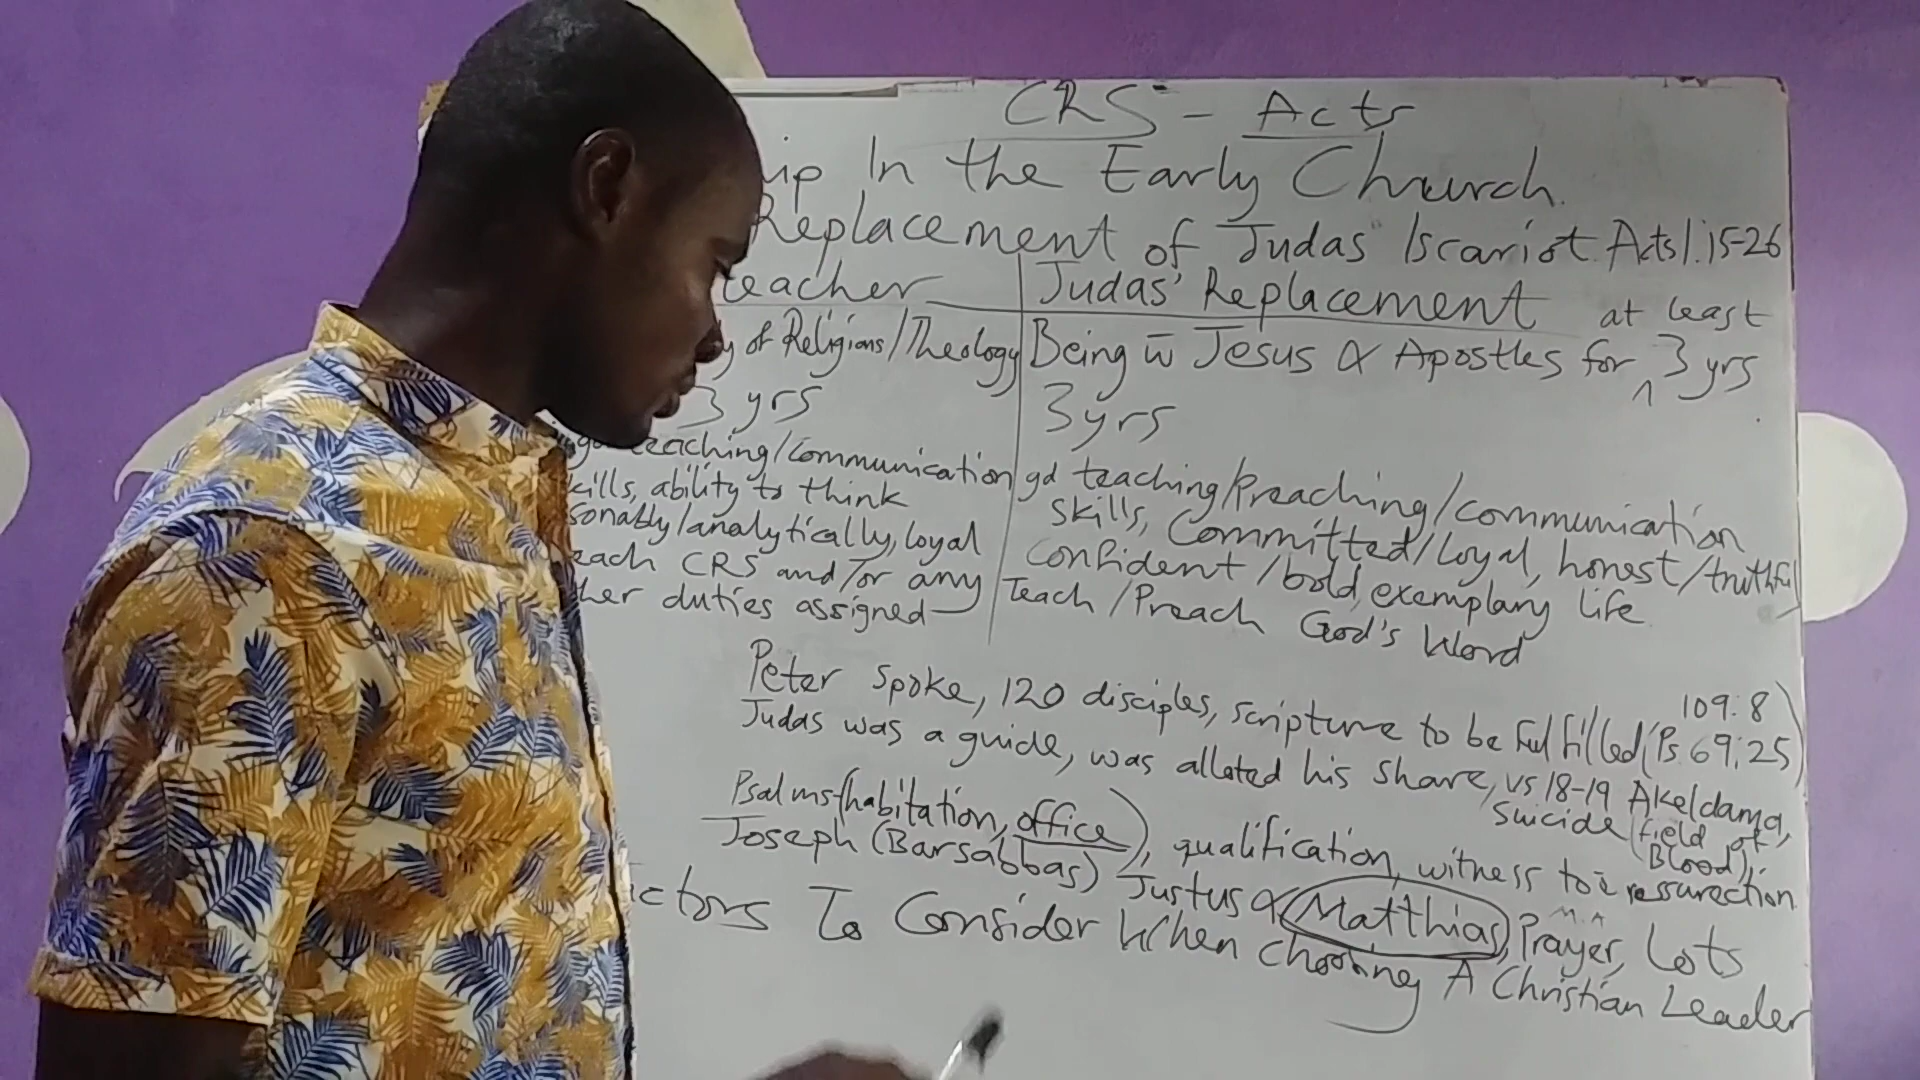 CRS - Acts
ip In the Early Church
Replacement of Judas Iscariot. Acts 1:15-26
eacher Judas' Replacement
at least
y of Religions/Theology Being w̄ Jesus & Apostles for ^ 3 yrs
3 yrs 3 yrs
teaching/communication gd teaching/Preaching/communication
kills, ability to think skills, Committed/Loyal, honest/truthful
sonably/analytically, loyal confident/bold, exemplary life
each CRS and/or any Teach/Preach God's Word
her duties assigned
Peter spoke, 120 disciples, scripture to be fulfilled (Ps. 69:25)
109:8
Judas was a guide, was alloted his share, vs 18-19 Akeldama,
suicide (field of Blood),
Psalms (habitation, office), qualification, witness to ressurection
Joseph (Barsabbas) Justus & Matthias, Prayer, Lots
M.A
ctors To Consider When choosing A Christian Leader